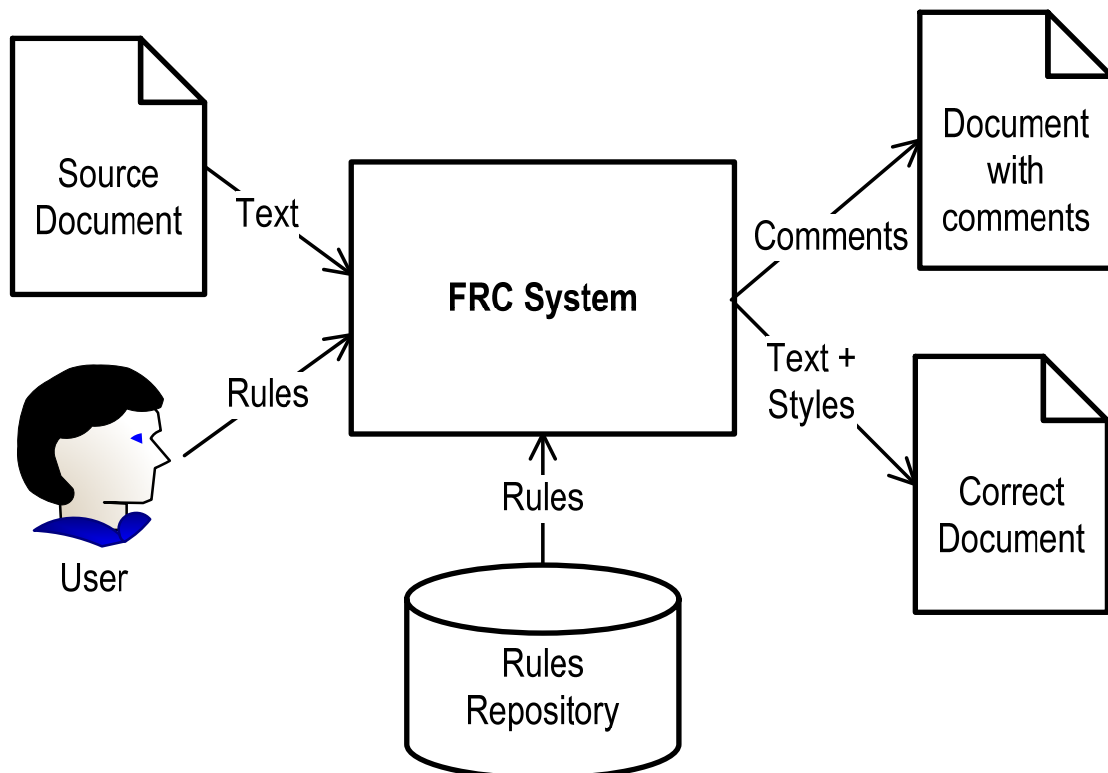 Source
Document
Text
FRC System
Comments
Document
with
comments
User
Rules
Rules
Rules
Repository
Text +
Styles
Correct
Document